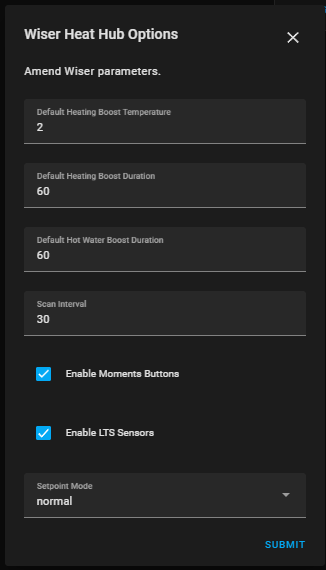 Wiser Heat Hub Options
Amend Wiser parameters.
Default Heating Boost Temperature
2
Default Heating Boost Duration
60
Default Hot Water Boost Duration
60
Scan Interval
30
Enable Moments Buttons
Enable LTS Sensors
Setpoint Mode
normal
SUBMIT